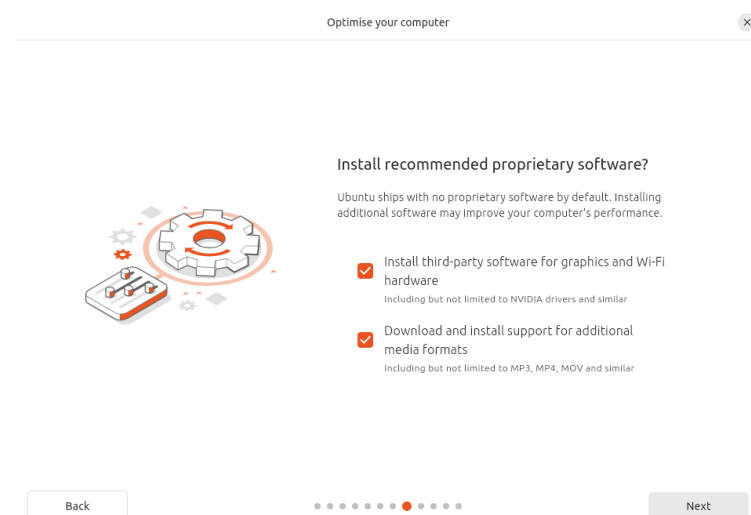 Optimise your computer
Install recommended proprietary software?
Ubuntu ships with no proprietary software by default. Installing
additional software may improve your computer's performance.
Install third-party software for graphics and Wi-Fi
hardware
Including but not limited to NVIDIA drivers and similar
Download and install support for additional
media formats
Including but not limited to MP3, MP4, MOV and similar
Back
Next